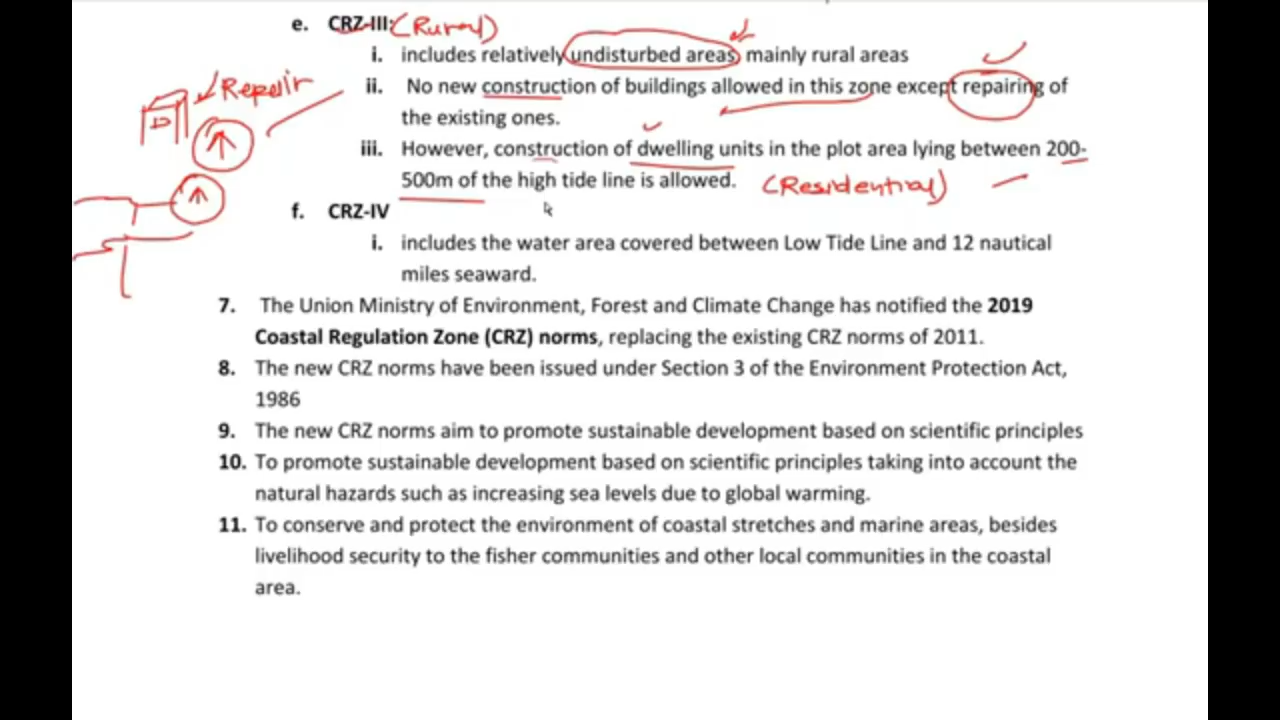 e. CRZ-III: (Rural)
i. includes relatively undisturbed areas, mainly rural areas
Repair
ii. No new construction of buildings allowed in this zone except repairing of
the existing ones.
iii. However, construction of dwelling units in the plot area lying between 200-
500m of the high tide line is allowed. (Residential)
f. CRZ-IV
i. includes the water area covered between Low Tide Line and 12 nautical
miles seaward.
7. The Union Ministry of Environment, Forest and Climate Change has notified the 2019
Coastal Regulation Zone (CRZ) norms, replacing the existing CRZ norms of 2011.
8. The new CRZ norms have been issued under Section 3 of the Environment Protection Act,
1986
9. The new CRZ norms aim to promote sustainable development based on scientific principles
10. To promote sustainable development based on scientific principles taking into account the
natural hazards such as increasing sea levels due to global warming.
11. To conserve and protect the environment of coastal stretches and marine areas, besides
livelihood security to the fisher communities and other local communities in the coastal
area.